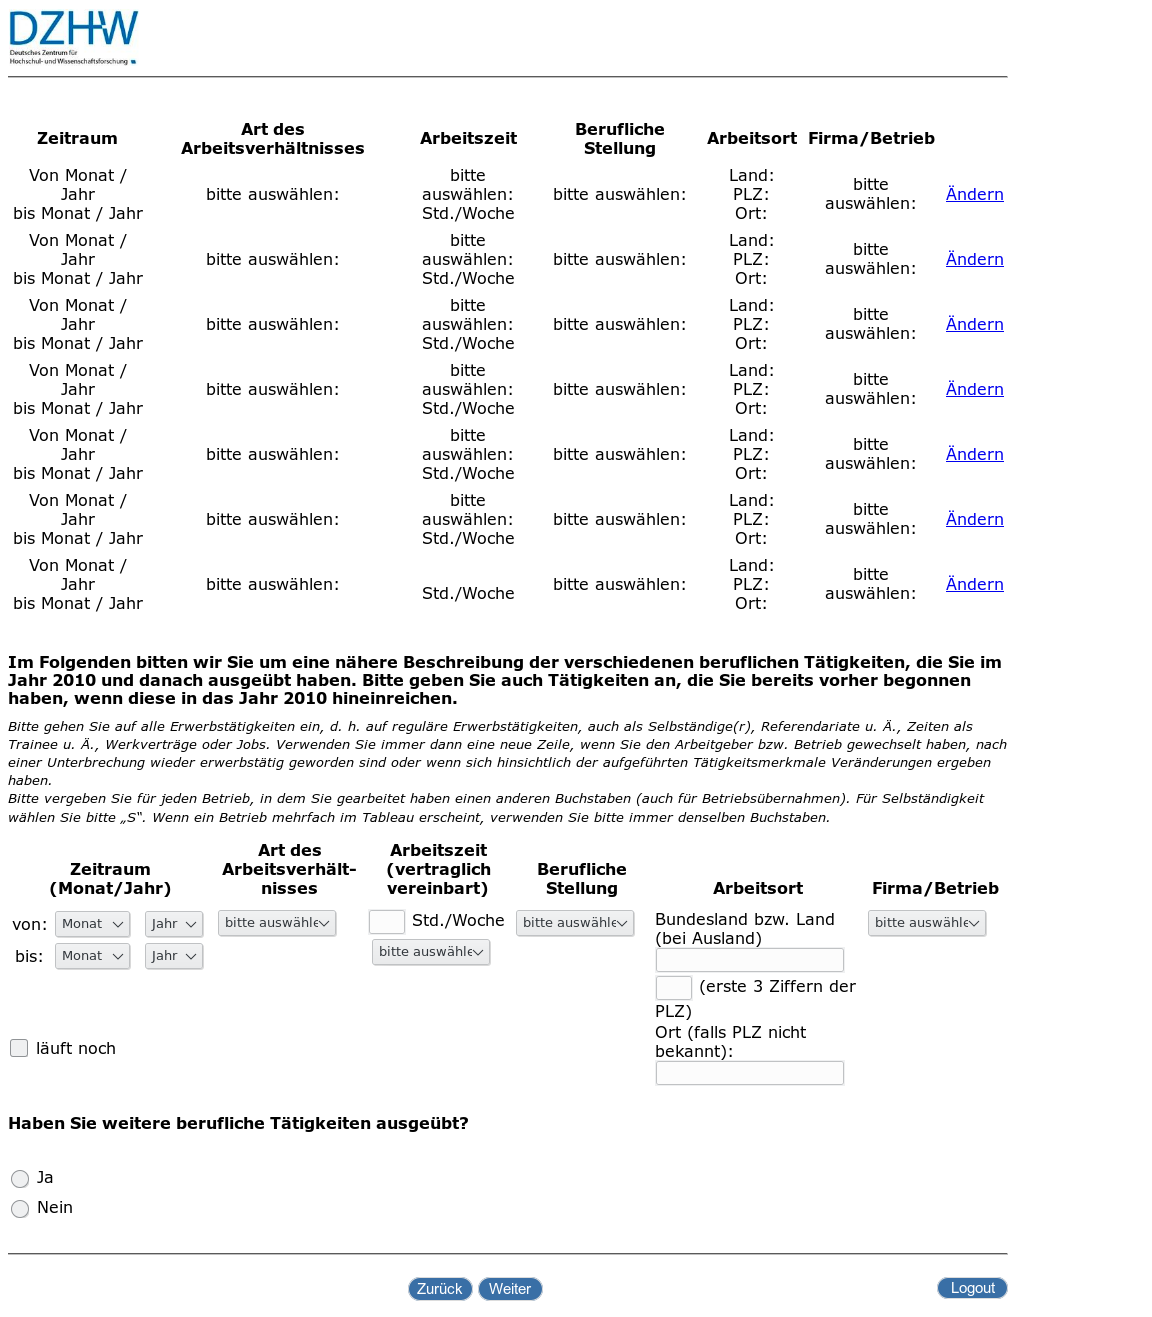 DZHW
Deutsches Zentrum für
Hochschul- und Wissenschaftsforschung
Zeitraum Art des Arbeitsverhältnisses Arbeitszeit Berufliche Stellung Arbeitsort Firma/Betrieb
Von Monat / Jahr bis Monat / Jahr bitte auswählen: bitte auswählen: Std./Woche bitte auswählen: Land: PLZ: Ort: bitte auswählen: Ändern
Von Monat / Jahr bis Monat / Jahr bitte auswählen: bitte auswählen: Std./Woche bitte auswählen: Land: PLZ: Ort: bitte auswählen: Ändern
Von Monat / Jahr bis Monat / Jahr bitte auswählen: bitte auswählen: Std./Woche bitte auswählen: Land: PLZ: Ort: bitte auswählen: Ändern
Von Monat / Jahr bis Monat / Jahr bitte auswählen: bitte auswählen: Std./Woche bitte auswählen: Land: PLZ: Ort: bitte auswählen: Ändern
Von Monat / Jahr bis Monat / Jahr bitte auswählen: bitte auswählen: Std./Woche bitte auswählen: Land: PLZ: Ort: bitte auswählen: Ändern
Von Monat / Jahr bis Monat / Jahr bitte auswählen: bitte auswählen: Std./Woche bitte auswählen: Land: PLZ: Ort: bitte auswählen: Ändern
Von Monat / Jahr bis Monat / Jahr bitte auswählen: Std./Woche bitte auswählen: Land: PLZ: Ort: bitte auswählen: Ändern
Im Folgenden bitten wir Sie um eine nähere Beschreibung der verschiedenen beruflichen Tätigkeiten, die Sie im
Jahr 2010 und danach ausgeübt haben. Bitte geben Sie auch Tätigkeiten an, die Sie bereits vorher begonnen
haben, wenn diese in das Jahr 2010 hineinreichen.
Bitte gehen Sie auf alle Erwerbstätigkeiten ein, d. h. auf reguläre Erwerbstätigkeiten, auch als Selbständige(r), Referendariate u. Ä., Zeiten als
Trainee u. Ä., Werkverträge oder Jobs. Verwenden Sie immer dann eine neue Zeile, wenn Sie den Arbeitgeber bzw. Betrieb gewechselt haben, nach
einer Unterbrechung wieder erwerbstätig geworden sind oder wenn sich hinsichtlich der aufgeführten Tätigkeitsmerkmale Veränderungen ergeben
haben.
Bitte vergeben Sie für jeden Betrieb, in dem Sie gearbeitet haben einen anderen Buchstaben (auch für Betriebsübernahmen). Für Selbständigkeit
wählen Sie bitte „S“. Wenn ein Betrieb mehrfach im Tableau erscheint, verwenden Sie bitte immer denselben Buchstaben.
Zeitraum (Monat/Jahr) Art des Arbeitsverhält-nisses Arbeitszeit (vertraglich vereinbart) Berufliche Stellung Arbeitsort Firma/Betrieb
von: Monat Jahr bitte auswähle Std./Woche bitte auswähle Bundesland bzw. Land bitte auswähle
(bei Ausland)
bis: Monat Jahr bitte auswähle
(erste 3 Ziffern der
PLZ)
Ort (falls PLZ nicht
läuft noch bekannt):
Haben Sie weitere berufliche Tätigkeiten ausgeübt?
Ja
Nein
Zurück Weiter Logout